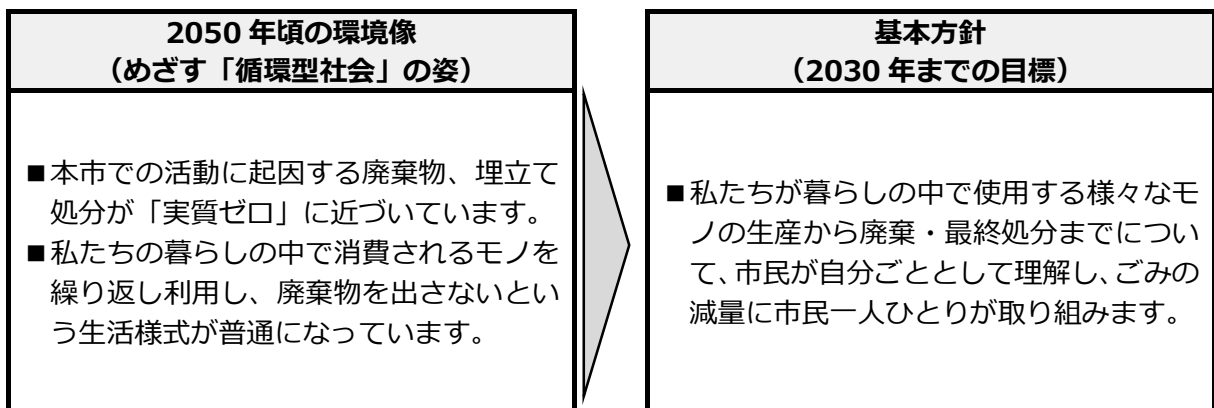 2050 年頃の環境像
（めざす「循環型社会」の姿）
■本市での活動に起因する廃棄物、埋立て
処分が「実質ゼロ」に近づいています。
■私たちの暮らしの中で消費されるモノを
繰り返し利用し、廃棄物を出さないとい
う生活様式が普通になっています。
基本方針
（2030 年までの目標）
■私たちが暮らしの中で使用する様々なモ
ノの生産から廃棄・最終処分までについ
て、市民が自分ごととして理解し、ごみの
減量に市民一人ひとりが取り組みます。